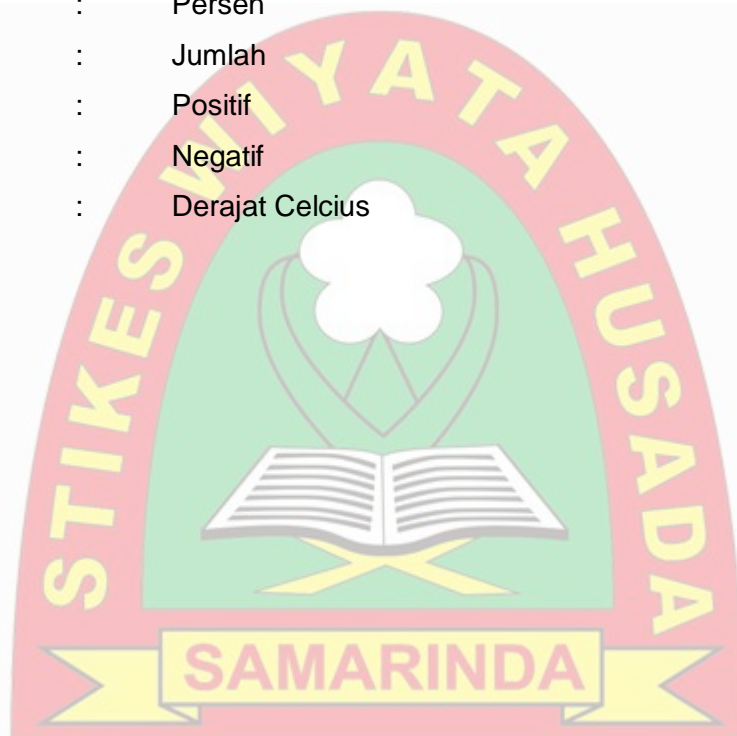 : Persen
: Jumlah
: Positif
: Negatif
: Derajat Celcius
STIKES WIYATA HUSADA
SAMARINDA